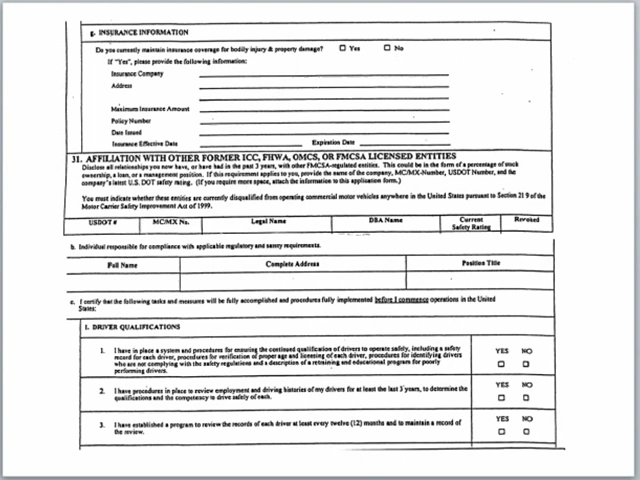 g. INSURANCE INFORMATION
Do you currently maintain insurance coverage for bodily injury & property damage? Yes No
If "Yes", please provide the following information:
Insurance Company
Address
Maximum Insurance Amount
Policy Number
Date Issued
Insurance Effective Date Expiration Date
31. AFFILIATION WITH OTHER FORMER ICC, FHWA, OMCS, OR FMCSA LICENSED ENTITIES
Disclose all relationships you now have, or have had in the past 3 years, with other FMCSA-regulated entities. This could be in the form of a percentage of stock
ownership, a loan, or a management position. If this requirement applies to you, provide the name of the company, MC/MX-Number, USDOT Number, and the
company's latest U.S. DOT safety rating. (If you require more space, attach the information to this application form.)
You must indicate whether these entities are currently disqualified from operating commercial motor vehicles anywhere in the United States pursuant to Section 21 9 of the
Motor Carrier Safety Improvement Act of 1999.
USDOT # MC/MX No. Legal Name DBA Name Current Revoked
Safety Rating
b. Individual responsible for compliance with applicable regulatory and safety requirements.
Full Name Complete Address Position Title
c. I certify that the following tasks and measures will be fully accomplished and procedures fully implemented before I commence operations in the United
States:
1. DRIVER QUALIFICATIONS
1. I have in place a system and procedures for ensuring the continued qualification of drivers to operate safely, including a safety YES NO
record for each driver, procedures for verification of proper age and licensing of each driver, procedures for identifying drivers
who are not complying with the safety regulations and a description of a retraining and educational program for poorly
performing drivers.
2. I have procedures in place to review employment and driving histories of my drivers for at least the last 3 years, to determine the YES NO
qualifications and the competency to drive safely of each.
3. I have established a program to review the records of each driver at least every twelve (12) months and to maintain a record of YES NO
the review.